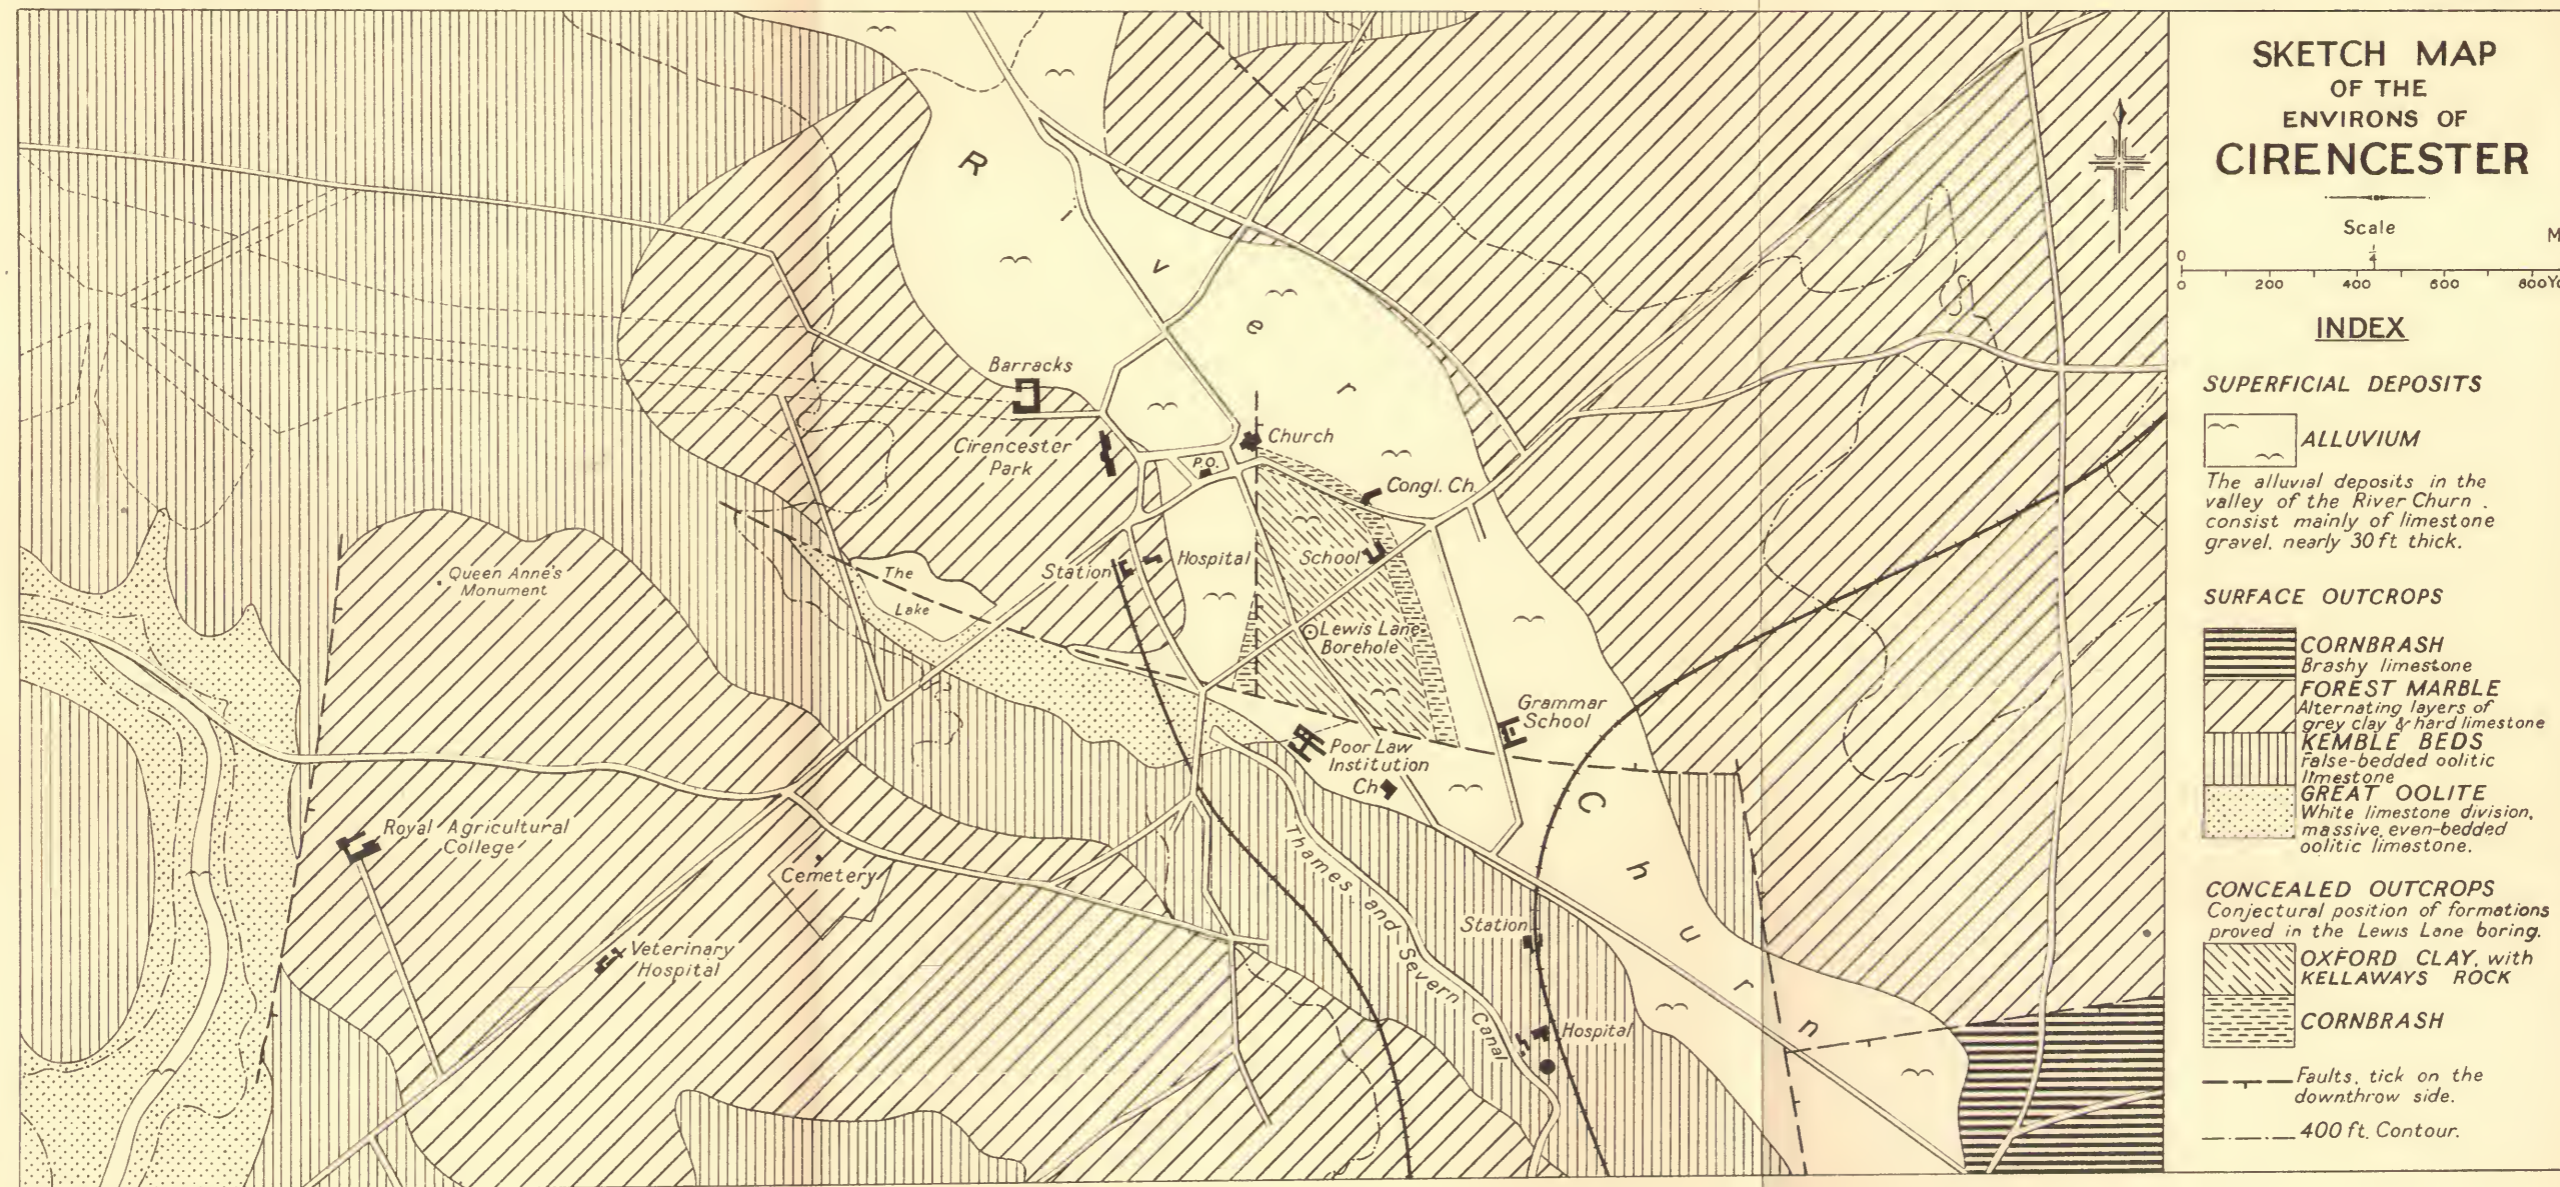 SKETCH MAP
OF THE
ENVIRONS OF
CIRENCESTER
Scale
0 1/4 M
0 200 400 600 800 Yo
INDEX
SUPERFICIAL DEPOSITS
ALLUVIUM
The alluvial deposits in the
valley of the River Churn .
consist mainly of limestone
gravel, nearly 30 ft thick.
SURFACE OUTCROPS
CORNBRASH
Brashy limestone
FOREST MARBLE
Alternating layers of
grey clay & hard limestone
KEMBLE BEDS
False-bedded oolitic
limestone
GREAT OOLITE
White limestone division,
massive, even-bedded
oolitic limestone.
CONCEALED OUTCROPS
Conjectural position of formations
proved in the Lewis Lane boring.
OXFORD CLAY, with
KELLAWAYS ROCK
CORNBRASH
Faults, tick on the
downthrow side.
400 ft. Contour.
River
Barracks
Cirencester
Park
Church
P.O.
Congl. Ch.
Queen Anne's
Monument
The
Lake
Station
Hospital
School
Lewis Lane
Borehole
Grammar
School
Poor Law
Institution
Ch
Churn
Royal Agricultural
College
Cemetery
Veterinary
Hospital
Thames and Severn Canal
Station
Hospital